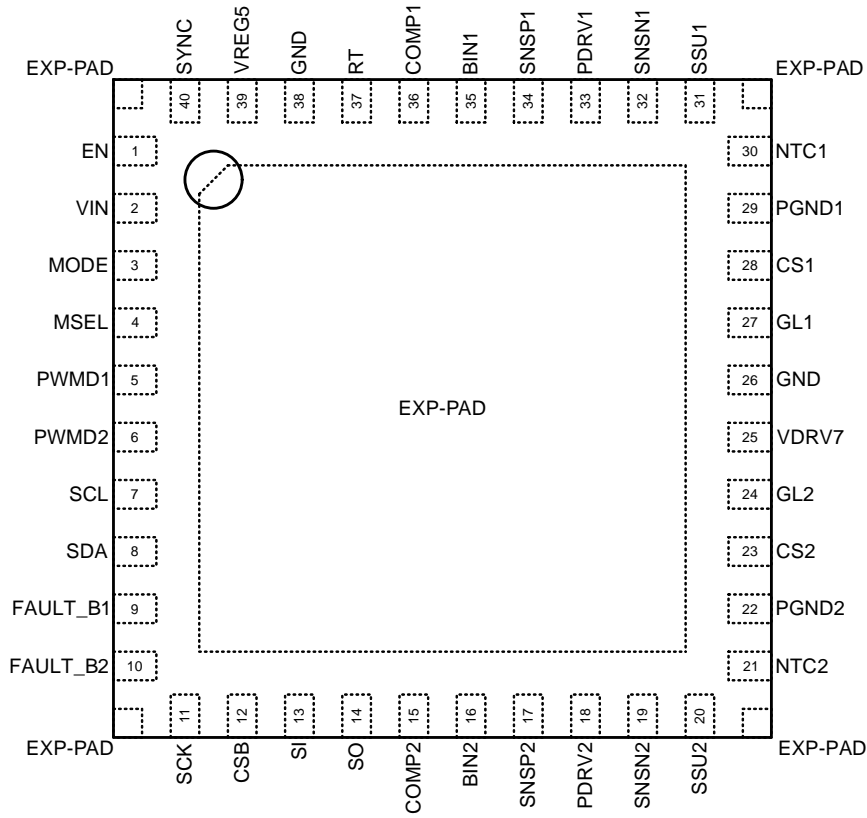 EXP-PAD
SYNC
VREG5
GND
RT
COMP1
BIN1
SNSP1
PDRV1
SNSN1
SSU1
EXP-PAD
40
39
38
37
36
35
34
33
32
31
EN 1
VIN 2
MODE 3
MSEL 4
PWMD1 5
PWMD2 6
SCL 7
SDA 8
FAULT_B1 9
FAULT_B2 10
EXP-PAD
30 NTC1
29 PGND1
28 CS1
27 GL1
26 GND
25 VDRV7
24 GL2
23 CS2
22 PGND2
21 NTC2
11
12
13
14
15
16
17
18
19
20
EXP-PAD
SCK
CSB
SI
SO
COMP2
BIN2
SNSP2
PDRV2
SNSN2
SSU2
EXP-PAD